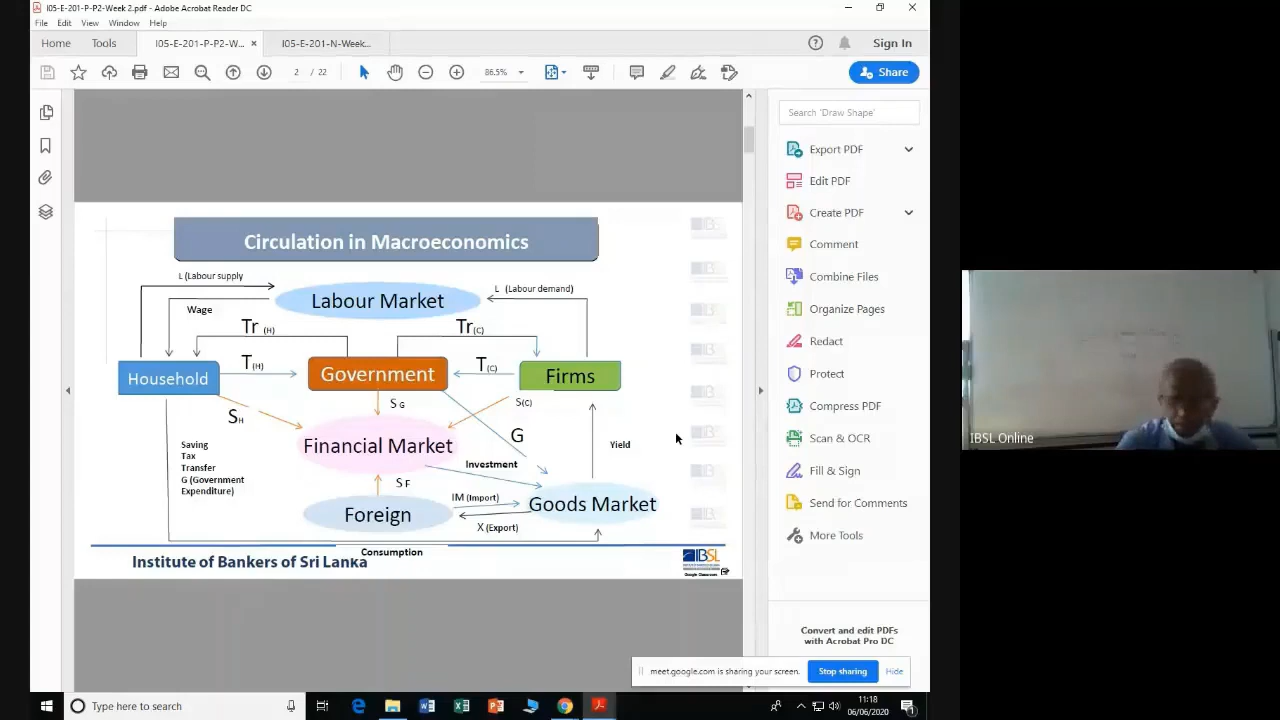 I05-E-201-P-P2-Week 2.pdf - Adobe Acrobat Reader DC
File Edit View Window Help
Home Tools I05-E-201-P-P2-W... × I05-E-201-N-Week... Sign In
2 / 22 86.5% Share
Search 'Draw Shape'
Export PDF
Edit PDF
Create PDF
Comment
Combine Files
Organize Pages
Redact
Protect
Compress PDF
Scan & OCR
Fill & Sign
Send for Comments
More Tools
Convert and edit PDFs
with Acrobat Pro DC
Circulation in Macroeconomics
L (Labour supply
L (Labour demand)
Labour Market
Wage
Tr (H)
Tr(C)
T(H)
T(C)
Household
Government
Firms
SH
S G
S(C)
G
Financial Market
Saving
Tax
Transfer
G (Government
Expenditure)
Yield
Investment
S F
IM (Import)
Goods Market
Foreign
X (Export)
Consumption
Institute of Bankers of Sri Lanka
IBSL
Google Classroom
IBSL Online
meet.google.com is sharing your screen. Stop sharing Hide
Type here to search
11:18
06/06/2020